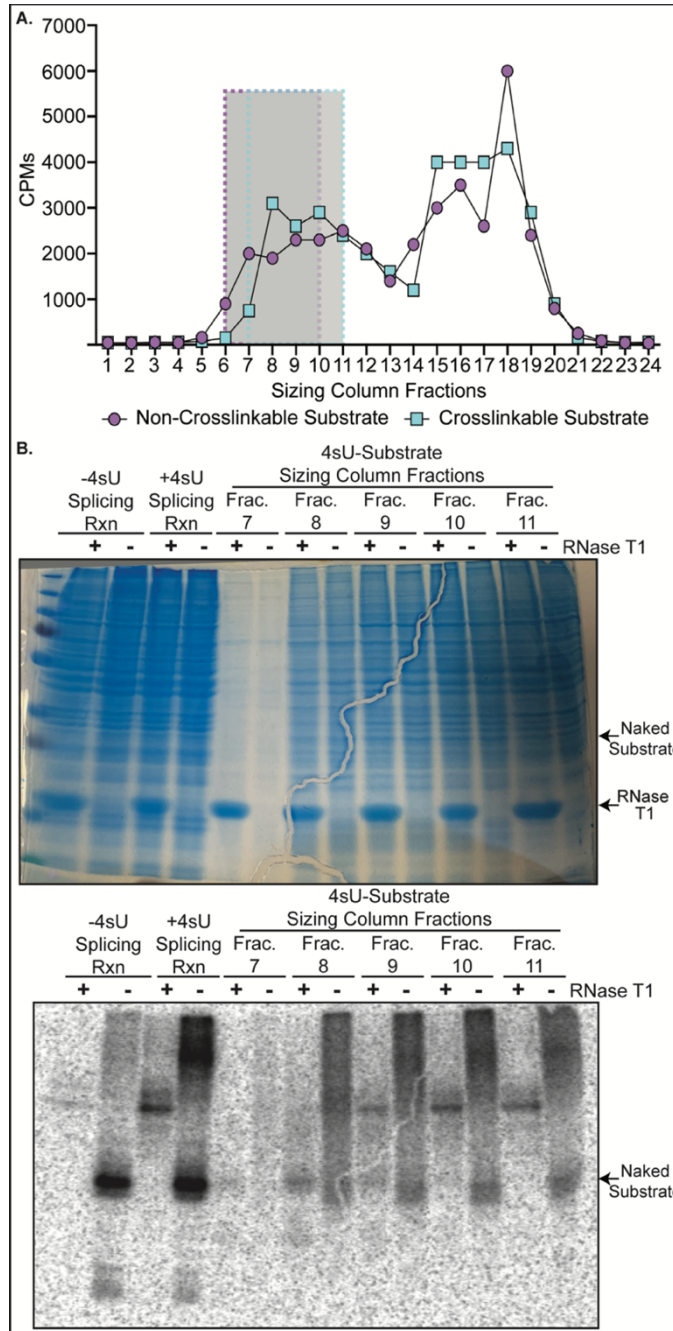 A.
7000
6000
5000
4000
3000
2000
1000
CPMs
1 2 3 4 5 6 7 8 9 10 11 12 13 14 15 16 17 18 19 20 21 22 23 24
Sizing Column Fractions
Non-Crosslinkable Substrate Crosslinkable Substrate
B.
4sU-Substrate
-4sU +4sU Sizing Column Fractions
Splicing Splicing Frac. Frac. Frac. Frac. Frac.
Rxn Rxn 7 8 9 10 11
+ - + - + - + - + - + - + - RNase T1
Naked
Substrate
RNase
T1
4sU-Substrate
-4sU +4sU Sizing Column Fractions
Splicing Splicing Frac. Frac. Frac. Frac. Frac.
Rxn Rxn 7 8 9 10 11
+ - + - + - + - + - + - + - RNase T1
Naked
Substrate